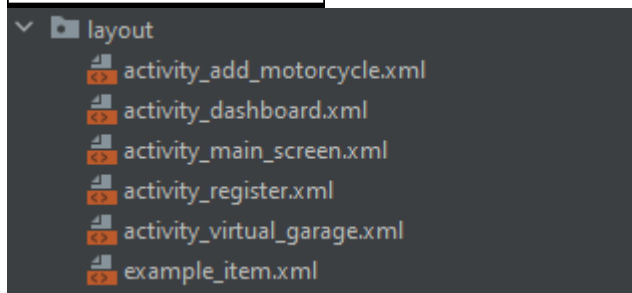 layout
activity_add_motorcycle.xml
activity_dashboard.xml
activity_main_screen.xml
activity_register.xml
activity_virtual_garage.xml
example_item.xml